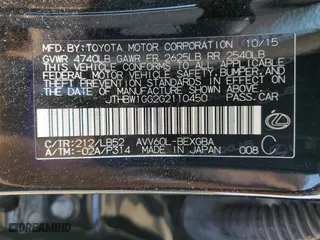 MFD.BY: TOYOTA MOTOR CORPORATION 10/15
GVWR 4740LB GAWR FR 2625LB RR 2540LB
THIS VEHICLE CONFORMS TO ALL APPLICABLE
FEDERAL MOTOR VEHICLE SAFETY, BUMPER,
AND THEFT PREVENTION STANDARDS IN EFFECT ON
THE DATE OF MANUFACTURE SHOWN ABOVE.
JTHBW1GG2G2110450 PASS.CAR
C/TR:212/LB52 AVV60L-BEXGBA
A/TM:-02A/P314 MADE IN JAPAN 008 C
DREAMBID